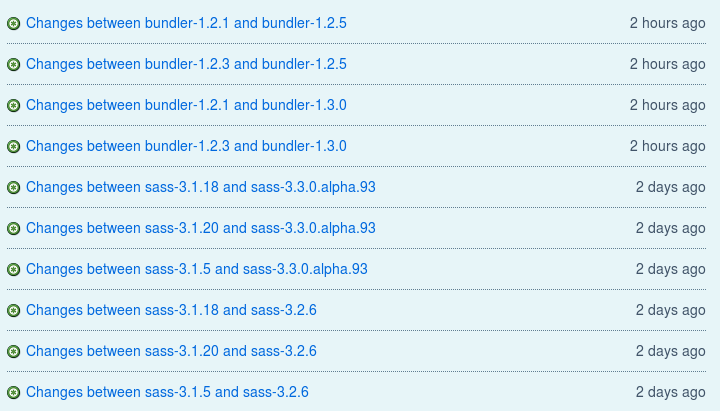 Changes between bundler-1.2.1 and bundler-1.2.5 2 hours ago
Changes between bundler-1.2.3 and bundler-1.2.5 2 hours ago
Changes between bundler-1.2.1 and bundler-1.3.0 2 hours ago
Changes between bundler-1.2.3 and bundler-1.3.0 2 hours ago
Changes between sass-3.1.18 and sass-3.3.0.alpha.93 2 days ago
Changes between sass-3.1.20 and sass-3.3.0.alpha.93 2 days ago
Changes between sass-3.1.5 and sass-3.3.0.alpha.93 2 days ago
Changes between sass-3.1.18 and sass-3.2.6 2 days ago
Changes between sass-3.1.20 and sass-3.2.6 2 days ago
Changes between sass-3.1.5 and sass-3.2.6 2 days ago